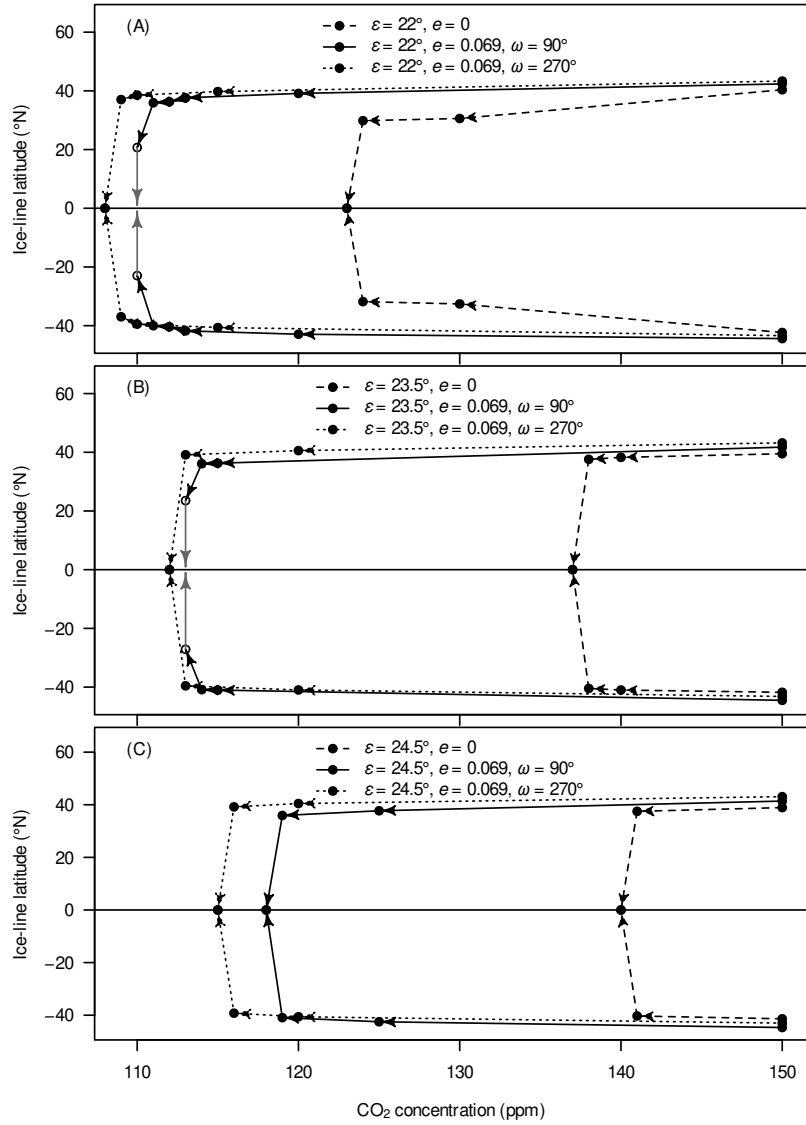 (A)
ε = 22°, e = 0
ε = 22°, e = 0.069, ω = 90°
ε = 22°, e = 0.069, ω = 270°
60
40
20
0
−20
−40
Ice-line latitude (°N)
(B)
ε = 23.5°, e = 0
ε = 23.5°, e = 0.069, ω = 90°
ε = 23.5°, e = 0.069, ω = 270°
60
40
20
0
−20
−40
Ice-line latitude (°N)
(C)
ε = 24.5°, e = 0
ε = 24.5°, e = 0.069, ω = 90°
ε = 24.5°, e = 0.069, ω = 270°
60
40
20
0
−20
−40
Ice-line latitude (°N)
110 120 130 140 150
CO₂ concentration (ppm)